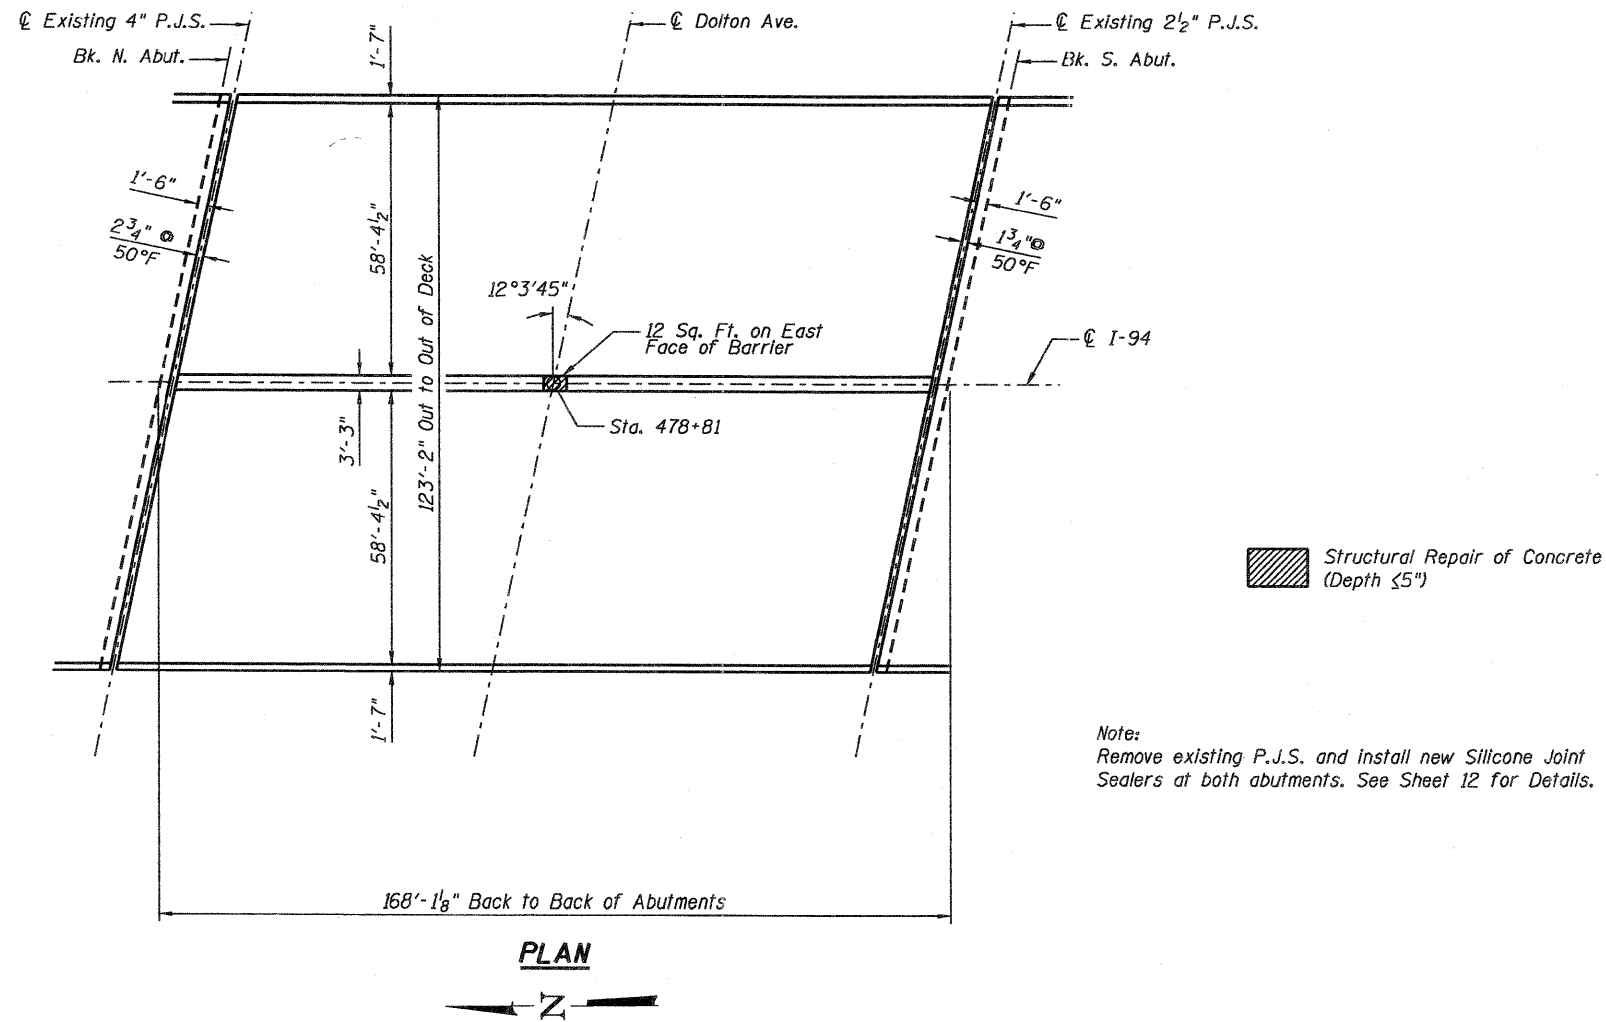 ℄ Existing 4" P.J.S.
Bk. N. Abut.
1'-7"
℄ Dolton Ave.
℄ Existing 2½" P.J.S.
Bk. S. Abut.
1'-6"
2¾" @
50°F
58'-4½"
123'-2" Out to Out of Deck
12°3'45"
12 Sq. Ft. on East
Face of Barrier
1'-6"
1¾" @
50°F
℄ I-94
3'-3"
Sta. 478+81
58'-4½"
1'-7"
Structural Repair of Concrete
(Depth ≤5")
Note:
Remove existing P.J.S. and install new Silicone Joint
Sealers at both abutments. See Sheet 12 for Details.
168'-1⅛" Back to Back of Abutments
PLAN
N